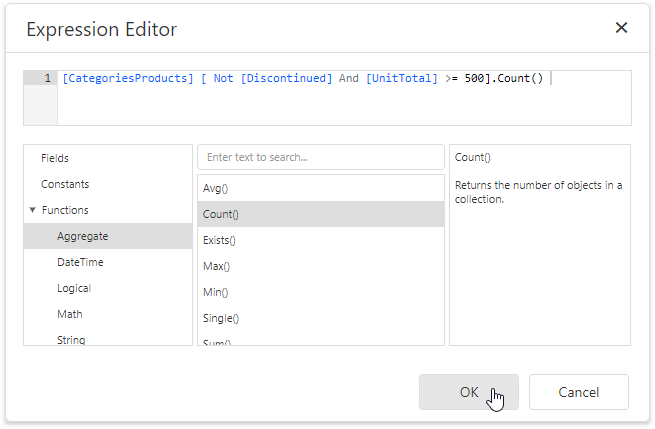 Expression Editor
1 [CategoriesProducts] [ Not [Discontinued] And [UnitTotal] >= 500].Count()
Fields
Constants
Functions
Aggregate
DateTime
Logical
Math
String
Enter text to search...
Avg()
Count()
Exists()
Max()
Min()
Single()
Sum()
Count()
Returns the number of objects in a
collection.
OK
Cancel